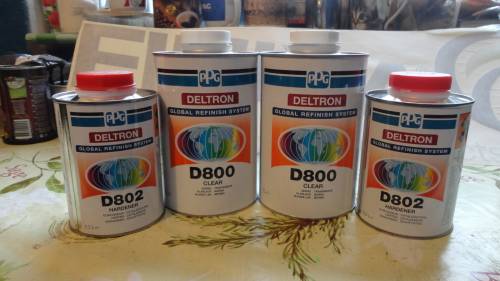 PPG
DELTRON
GLOBAL REFINISH SYSTEM
D802
HARDENER
PPG
DELTRON
GLOBAL REFINISH SYSTEM
D800
CLEAR
PPG
DELTRON
GLOBAL REFINISH SYSTEM
D800
CLEAR
PPG
DELTRON
GLOBAL REFINISH SYSTEM
D802
HARDENER